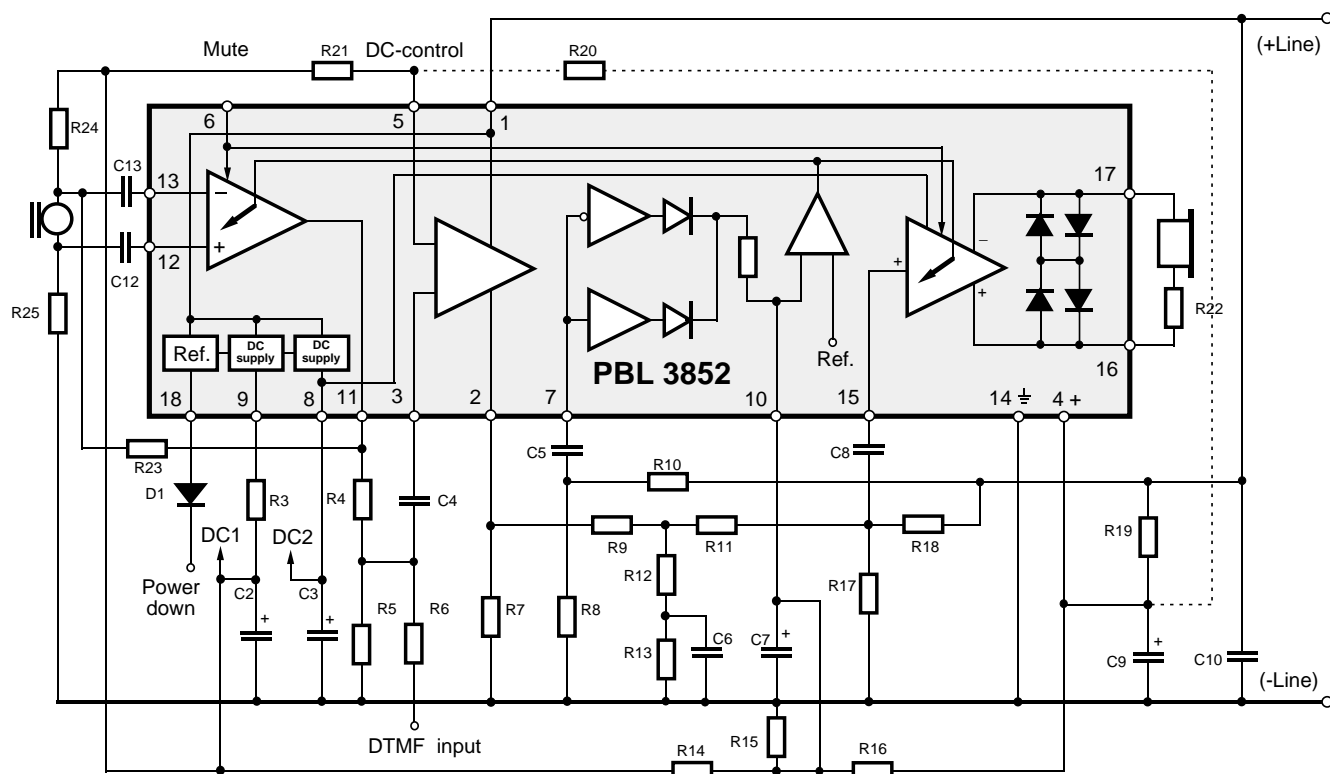 (+Line)
Mute
R21
DC-control
R20
6
5
1
R24
C13
13
17
−
+
12
C12
R25
−
+
+
R22
Ref.
DC
supply
DC
supply
Ref.
16
PBL 3852
18
9
8
11
3
2
7
10
15
14
4 +
R23
C5
C8
R10
D1
R3
R4
C4
R19
DC1
DC2
R9
R11
R18
R12
R17
Power
down
C2
+
C3
+
R5
R6
R7
R8
R13
C6
C7
+
C9
+
C10
(-Line)
DTMF input
R15
R14
R16